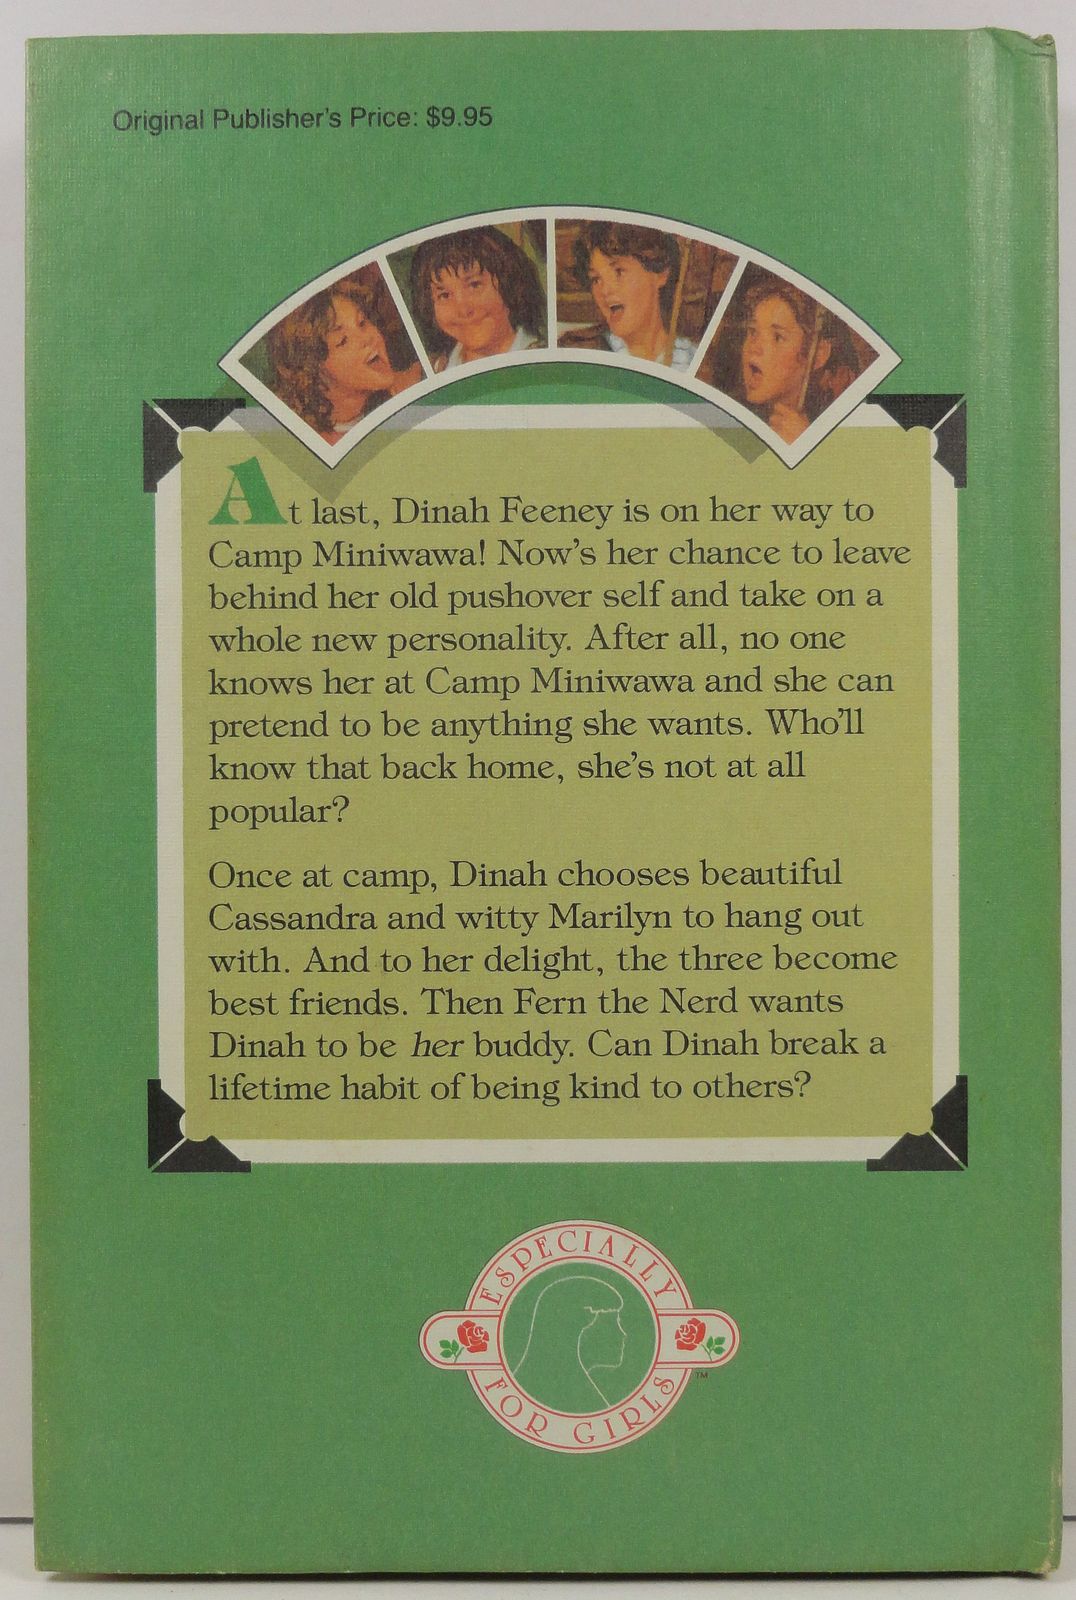 Original Publisher's Price: $9.95
At last, Dinah Feeney is on her way to
Camp Miniwawa! Now's her chance to leave
behind her old pushover self and take on a
whole new personality. After all, no one
knows her at Camp Miniwawa and she can
pretend to be anything she wants. Who'll
know that back home, she's not at all
popular?
Once at camp, Dinah chooses beautiful
Cassandra and witty Marilyn to hang out
with. And to her delight, the three become
best friends. Then Fern the Nerd wants
Dinah to be her buddy. Can Dinah break a
lifetime habit of being kind to others?
ESPECIALLY
FOR GIRLS
TM